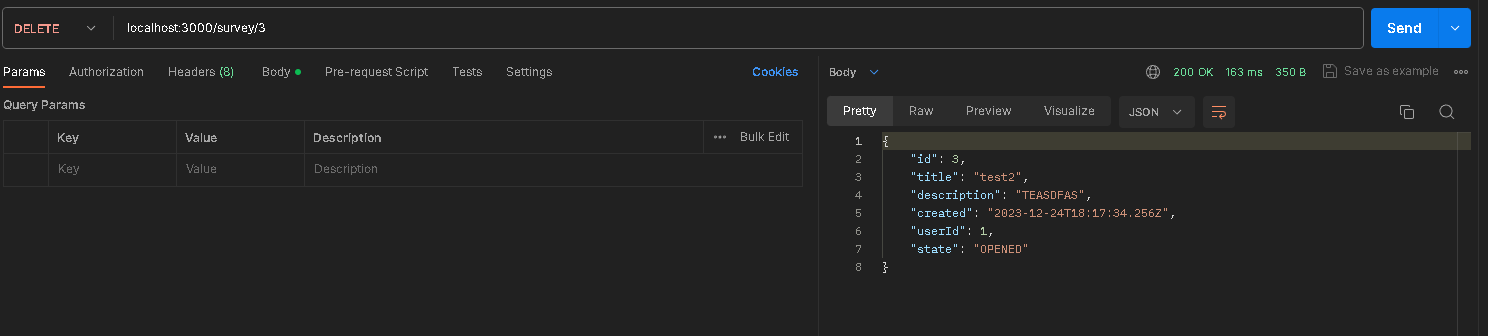 DELETE localhost:3000/survey/3 Send
Params Authorization Headers (8) Body Pre-request Script Tests Settings Cookies
Query Params
Key Value Description ••• Bulk Edit
Key Value Description
Body 200 OK 163 ms 350 B Save as example •••
Pretty Raw Preview Visualize JSON
1 {
2 "id": 3,
3 "title": "test2",
4 "description": "TEASDFAS",
5 "created": "2023-12-24T18:17:34.256Z",
6 "userId": 1,
7 "state": "OPENED"
8 }